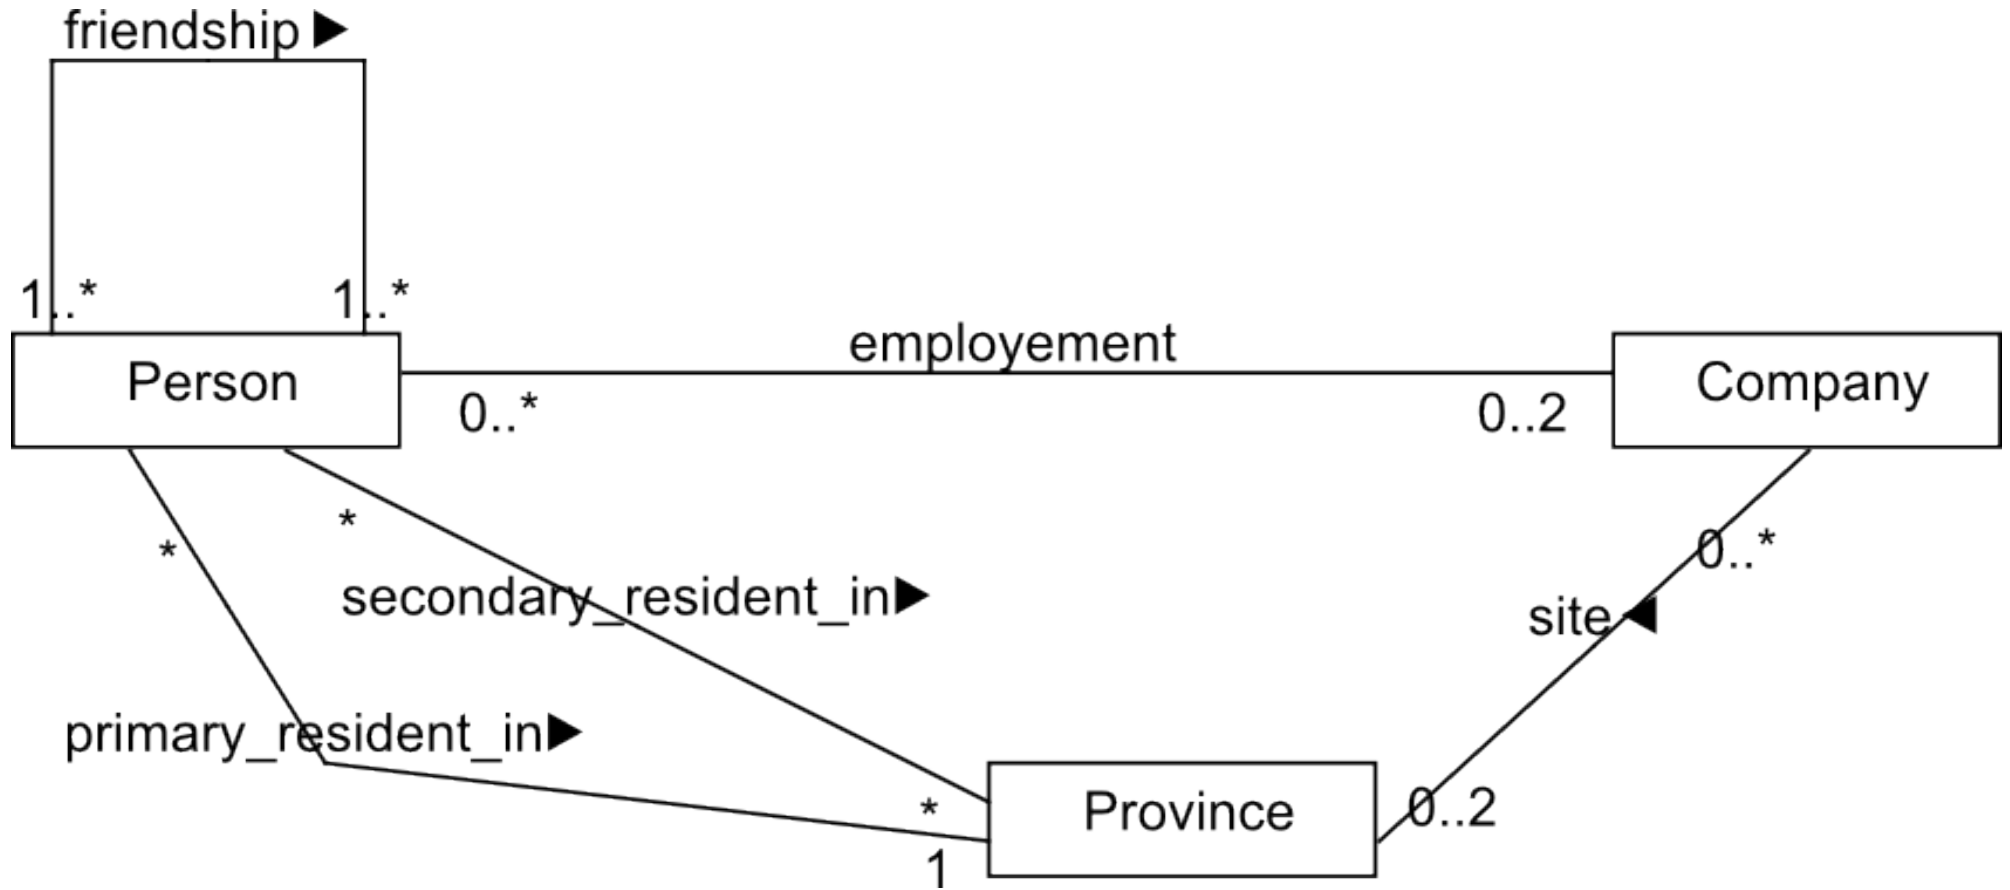 friendship ►
1..* 1..*
Person
employement
Company
0..* 0..2
*
*
0..*
secondary_resident_in►
site ◄
primary_resident_in►
*
Province
0..2
1